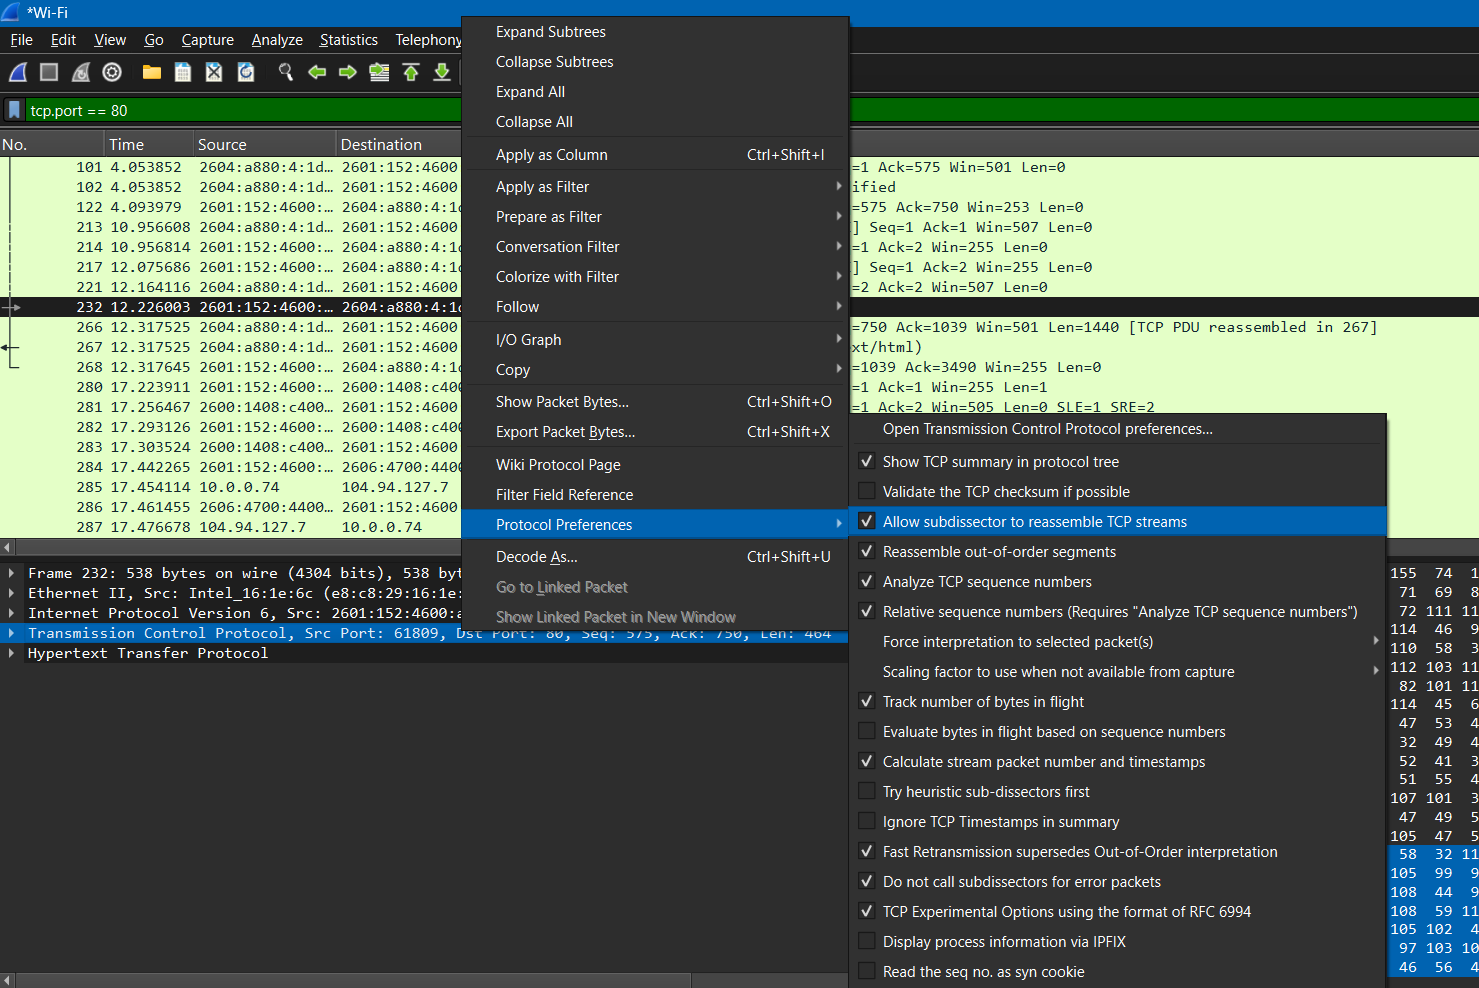 *Wi-Fi
File Edit View Go Capture Analyze Statistics Telephony
tcp.port == 80
No. Time Source Destination
101 4.053852 2604:a880:4:1d… 2601:152:4600 =1 Ack=575 Win=501 Len=0
102 4.053852 2604:a880:4:1d… 2601:152:4600 ified
122 4.093979 2601:152:4600:… 2604:a880:4:1d =575 Ack=750 Win=253 Len=0
213 10.956608 2604:a880:4:1d… 2601:152:4600 ] Seq=1 Ack=1 Win=507 Len=0
214 10.956814 2601:152:4600:… 2604:a880:4:1d =1 Ack=2 Win=255 Len=0
217 12.075686 2601:152:4600:… 2604:a880:4:1d ] Seq=1 Ack=2 Win=255 Len=0
221 12.164116 2604:a880:4:1d… 2601:152:4600 =2 Ack=2 Win=507 Len=0
232 12.226003 2601:152:4600:… 2604:a880:4:1d
266 12.317525 2604:a880:4:1d… 2601:152:4600 =750 Ack=1039 Win=501 Len=1440 [TCP PDU reassembled in 267]
267 12.317525 2604:a880:4:1d… 2601:152:4600 xt/html)
268 12.317645 2601:152:4600:… 2604:a880:4:1d =1039 Ack=3490 Win=255 Len=0
280 17.223911 2601:152:4600:… 2600:1408:c400 =1 Ack=1 Win=255 Len=1
281 17.256467 2600:1408:c400… 2601:152:4600 =1 Ack=2 Win=505 Len=0 SLE=1 SRE=2
282 17.293126 2601:152:4600:… 2600:1408:c400
283 17.303524 2600:1408:c400… 2601:152:4600
284 17.442265 2601:152:4600:… 2606:4700:4400
285 17.454114 10.0.0.74 104.94.127.7
286 17.461455 2606:4700:4400… 2601:152:4600
287 17.476678 104.94.127.7 10.0.0.74
Frame 232: 538 bytes on wire (4304 bits), 538 byt
Ethernet II, Src: Intel_16:1e:6c (e8:c8:29:16:1e:
Internet Protocol Version 6, Src: 2601:152:4600:a
Transmission Control Protocol, Src Port: 61809, Dst Port: 80, Seq: 575, Ack: 750, Len: 464
Hypertext Transfer Protocol
Expand Subtrees
Collapse Subtrees
Expand All
Collapse All
Apply as Column Ctrl+Shift+I
Apply as Filter
Prepare as Filter
Conversation Filter
Colorize with Filter
Follow
I/O Graph
Copy
Show Packet Bytes... Ctrl+Shift+O
Export Packet Bytes... Ctrl+Shift+X
Wiki Protocol Page
Filter Field Reference
Protocol Preferences
Decode As... Ctrl+Shift+U
Go to Linked Packet
Show Linked Packet in New Window
Open Transmission Control Protocol preferences...
Show TCP summary in protocol tree
Validate the TCP checksum if possible
Allow subdissector to reassemble TCP streams
Reassemble out-of-order segments
Analyze TCP sequence numbers
Relative sequence numbers (Requires "Analyze TCP sequence numbers")
Force interpretation to selected packet(s)
Scaling factor to use when not available from capture
Track number of bytes in flight
Evaluate bytes in flight based on sequence numbers
Calculate stream packet number and timestamps
Try heuristic sub-dissectors first
Ignore TCP Timestamps in summary
Fast Retransmission supersedes Out-of-Order interpretation
Do not call subdissectors for error packets
TCP Experimental Options using the format of RFC 6994
Display process information via IPFIX
Read the seq no. as syn cookie
155 74 1
71 69 8
72 111 11
114 46 9
110 58 3
112 103 11
82 101 11
114 45 6
47 53 4
32 49 4
52 41 3
51 55 4
107 101 3
47 49 5
105 47 5
58 32 11
105 99 9
108 44 9
108 59 11
105 102 4
97 103 10
46 56 4